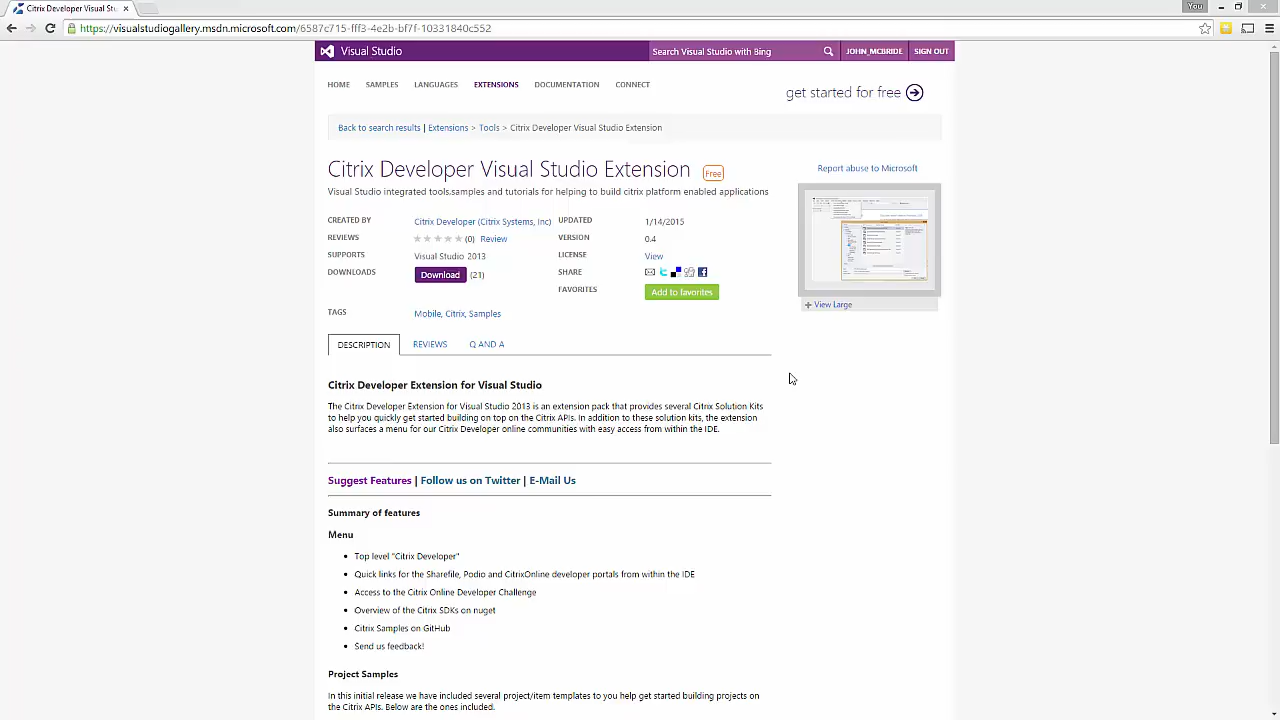 Citrix Developer Visual Stu
You
https://visualstudiogallery.msdn.microsoft.com/6587c715-fff3-4e2b-bf7f-10331840c552
Visual Studio
Search Visual Studio with Bing
JOHN_MCBRIDE
SIGN OUT
HOME SAMPLES LANGUAGES EXTENSIONS DOCUMENTATION CONNECT
get started for free
Back to search results | Extensions > Tools > Citrix Developer Visual Studio Extension
Citrix Developer Visual Studio Extension Free
Report abuse to Microsoft
Visual Studio integrated tools,samples and tutorials for helping to build citrix platform enabled applications
CREATED BY Citrix Developer (Citrix Systems, Inc)
REVIEWS (0) Review
SUPPORTS Visual Studio 2013
DOWNLOADS Download (21)
UPDATED 1/14/2015
VERSION 0.4
LICENSE View
SHARE
FAVORITES Add to favorites
View Large
TAGS Mobile, Citrix, Samples
DESCRIPTION REVIEWS Q AND A
Citrix Developer Extension for Visual Studio
The Citrix Developer Extension for Visual Studio 2013 is an extension pack that provides several Citrix Solution Kits
to help you quickly get started building on top on the Citrix APIs. In addition to these solution kits, the extension
also surfaces a menu for our Citrix Developer online communities with easy access from within the IDE.
Suggest Features | Follow us on Twitter | E-Mail Us
Summary of features
Menu
• Top level "Citrix Developer"
• Quick links for the Sharefile, Podio and CitrixOnline developer portals from within the IDE
• Access to the Citrix Online Developer Challenge
• Overview of the Citrix SDKs on nuget
• Citrix Samples on GitHub
• Send us feedback!
Project Samples
In this initial release we have included several project/item templates to you help get started building projects on
the Citrix APIs. Below are the ones included.